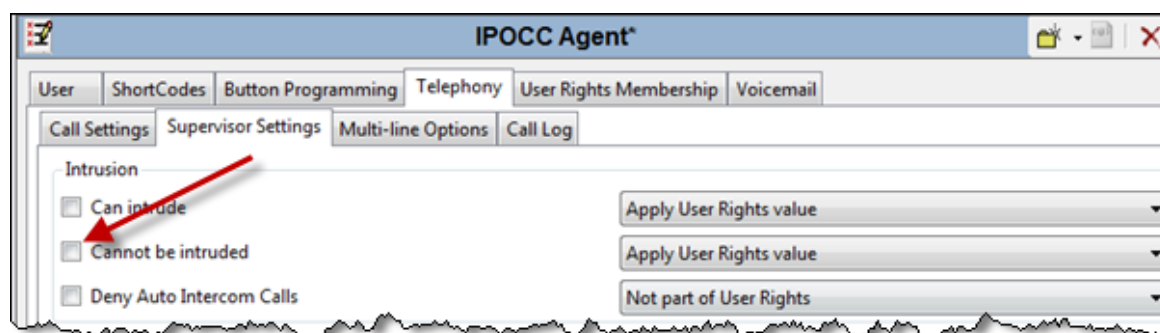 IPOCC Agent*
User ShortCodes Button Programming Telephony User Rights Membership Voicemail
Call Settings Supervisor Settings Multi-line Options Call Log
Intrusion
Can intrude Apply User Rights value
Cannot be intruded Apply User Rights value
Deny Auto Intercom Calls Not part of User Rights